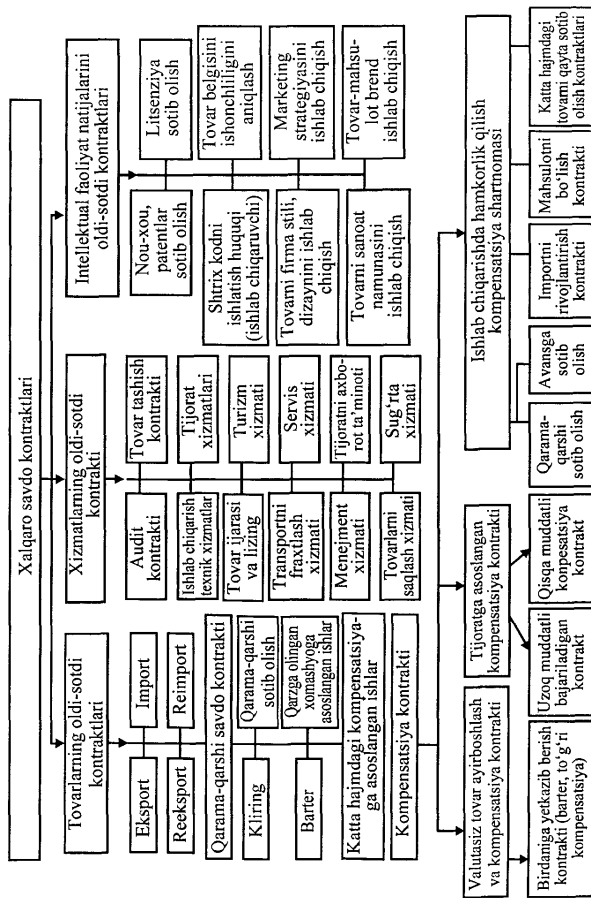 Xalqaro savdo kontraktlari
Tovarlarning oldi-sotdi
kontraktlari
Eksport
Import
Reeksport
Reimport
Qarama-qarshi savdo kontrakti
Kliring
Qarama-qarshi
sotib olish
Barter
Qarzga olingan
xomashyoga
asoslangan ishlar
Katta hajmdagi kompensatsiya-
ga asoslangan ishlar
Kompensatsiya kontrakti
Xizmatlarning oldi-sotdi
kontrakti
Audit
kontrakti
Tovar tashish
kontrakti
Ishlab chiqarish
texnik xizmatlar
Tijorat
xizmatlari
Tovar ijarasi
va lizing
Turizm
xizmati
Transportni
fraxtlash
xizmati
Servis
xizmati
Menejment
xizmati
Tijoratni axbo-
rot ta'minoti
Tovarlarni
saqlash xizmati
Sug'rta
xizmati
Intellektual faoliyat natijalarini
oldi-sotdi kontraktlari
Nou-xou,
patentlar
sotib olish
Litsenziya
sotib olish
Shtrix kodni
ishlatish huquqi
(ishlab chiqaruvchi)
Tovar belgisini
ishonchliligini
aniqlash
Tovarni firma stili,
dizaynini ishlab
chiqish
Marketing
strategiyasini
ishlab chiqish
Tovarni sanoat
namunasini
ishlab chiqish
Tovar-mahsu-
lot brend
ishlab chiqish
Valutasiz tovar ayirboshlash
va kompensatsiya kontrakti
Birdaniga yetkazib berish
kontrakti (barter, to'g'ri
kompensatsiya)
Tijoratga asoslangan
kompensatsiya kontrakti
Uzoq muddatli
bajariladigan
kontrakt
Qisqa muddatli
konpesatsiya
kontrakt
Ishlab chiqarishda hamkorlik qilish
kompensatsiya shartnomasi
Qarama-
qarshi
sotib olish
Avansga
sotib
olish
Importni
rivojlantirish
kontrakti
Mahsulotni
bo'lish
kontrakti
Katta hajmdagi
tovarni qayta sotib
olish kontraktlari